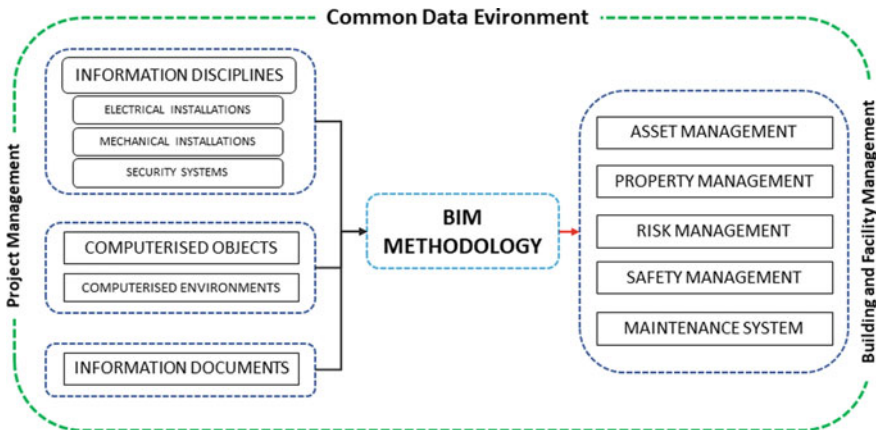 Common Data Evironment
Project Management
INFORMATION DISCIPLINES
ELECTRICAL INSTALLATIONS
MECHANICAL INSTALLATIONS
SECURITY SYSTEMS
COMPUTERISED OBJECTS
COMPUTERISED ENVIRONMENTS
INFORMATION DOCUMENTS
BIM
METHODOLOGY
ASSET MANAGEMENT
PROPERTY MANAGEMENT
RISK MANAGEMENT
SAFETY MANAGEMENT
MAINTENANCE SYSTEM
Building and Facility Management